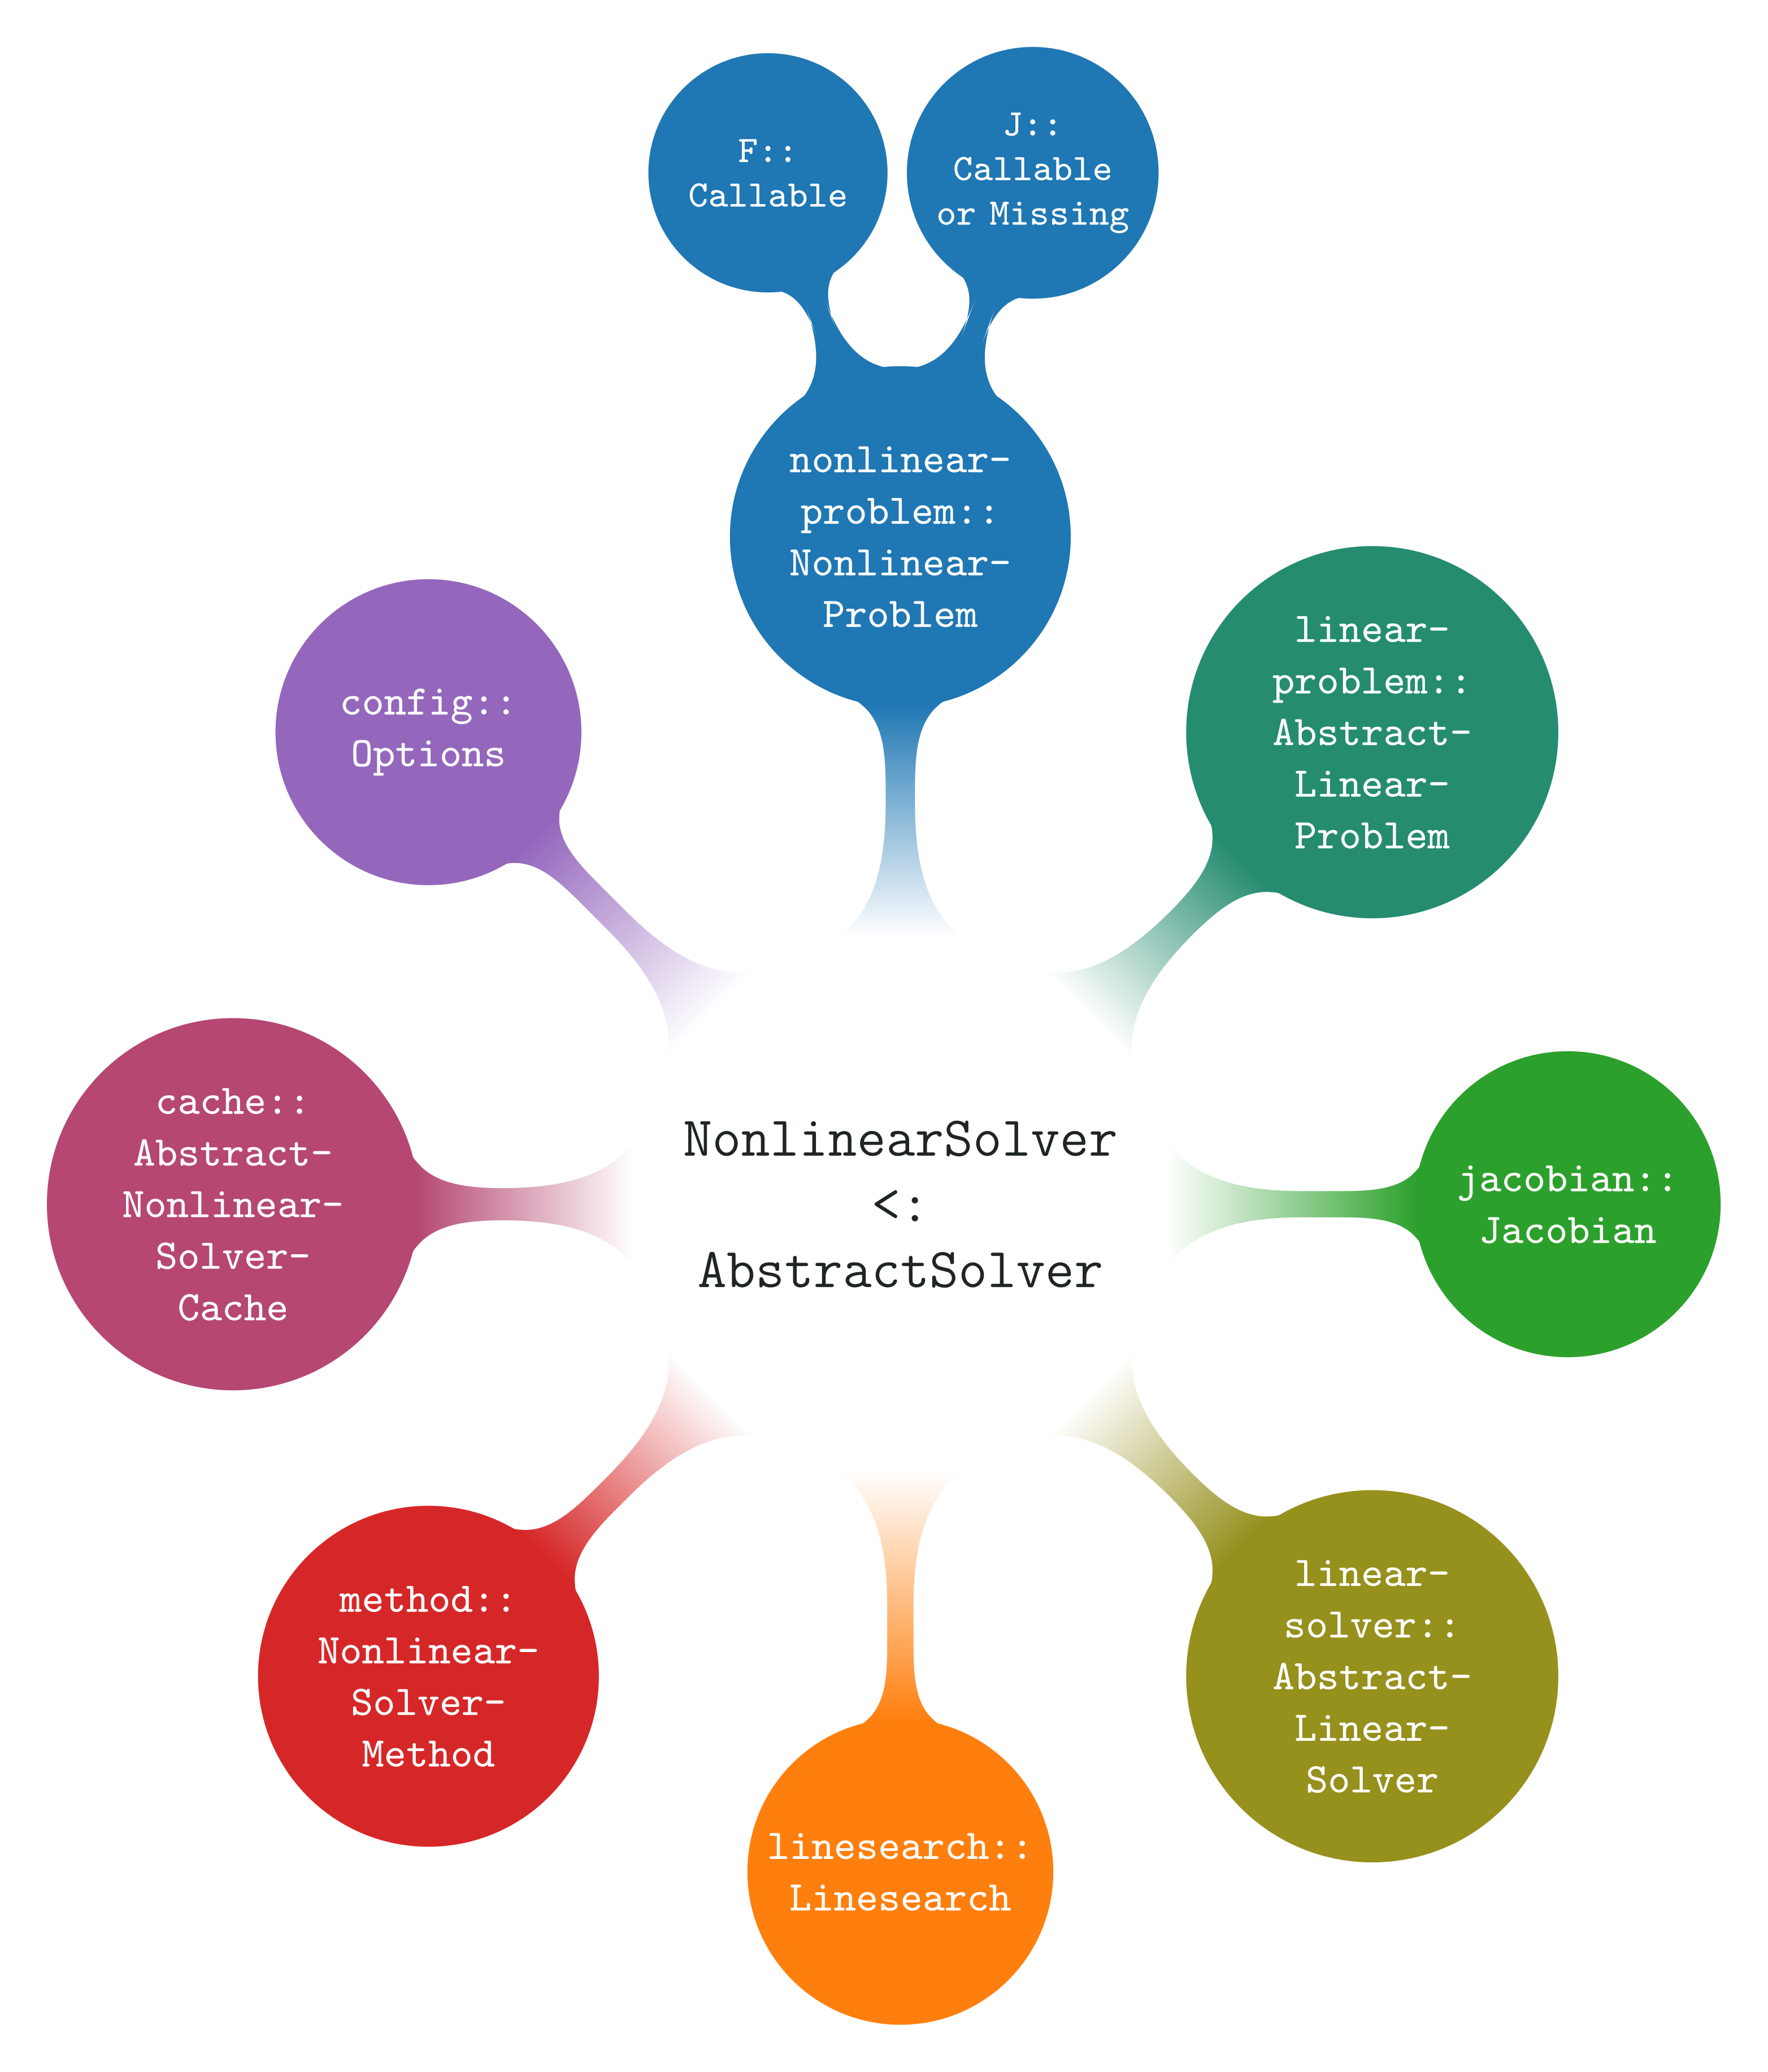 F::
Callable
J::
Callable
or Missing
nonlinear-
problem::
Nonlinear-
Problem
linear-
problem::
Abstract-
Linear-
Problem
config::
Options
cache::
Abstract-
Nonlinear-
Solver-
Cache
NonlinearSolver
<:
AbstractSolver
jacobian::
Jacobian
method::
Nonlinear-
Solver-
Method
linear-
solver::
Abstract-
Linear-
Solver
linesearch::
Linesearch